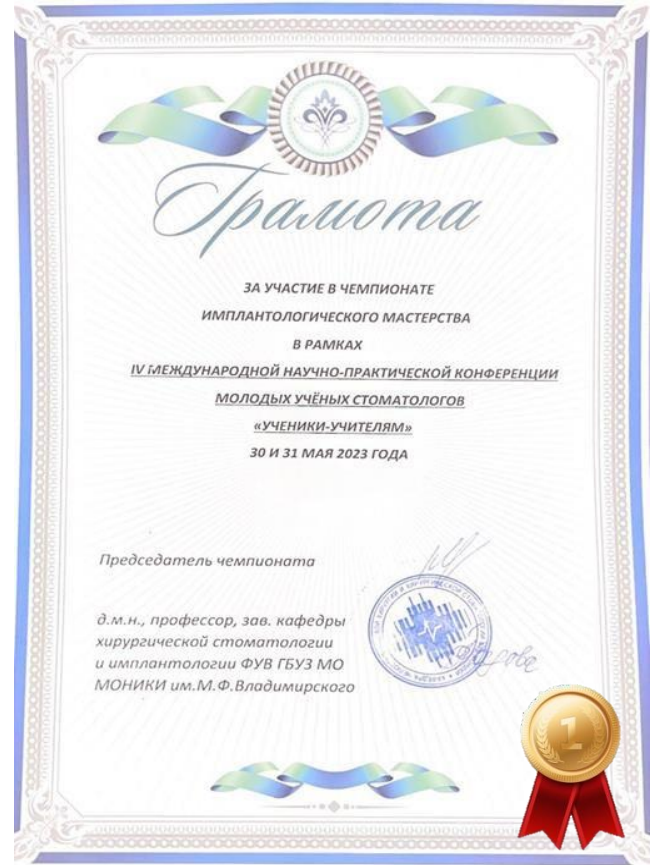 Грамота
ЗА УЧАСТИЕ В ЧЕМПИОНАТЕ
ИМПЛАНТОЛОГИЧЕСКОГО МАСТЕРСТВА
В РАМКАХ
IV МЕЖДУНАРОДНОЙ НАУЧНО-ПРАКТИЧЕСКОЙ КОНФЕРЕНЦИИ
МОЛОДЫХ УЧЁНЫХ СТОМАТОЛОГОВ
«УЧЕНИКИ-УЧИТЕЛЯМ»
30 И 31 МАЯ 2023 ГОДА
Председатель чемпионата
д.м.н., профессор, зав. кафедры
хирургической стоматологии
и имплантологии ФУВ ГБУЗ МО
МОНИКИ им.М.Ф.Владимирского
1